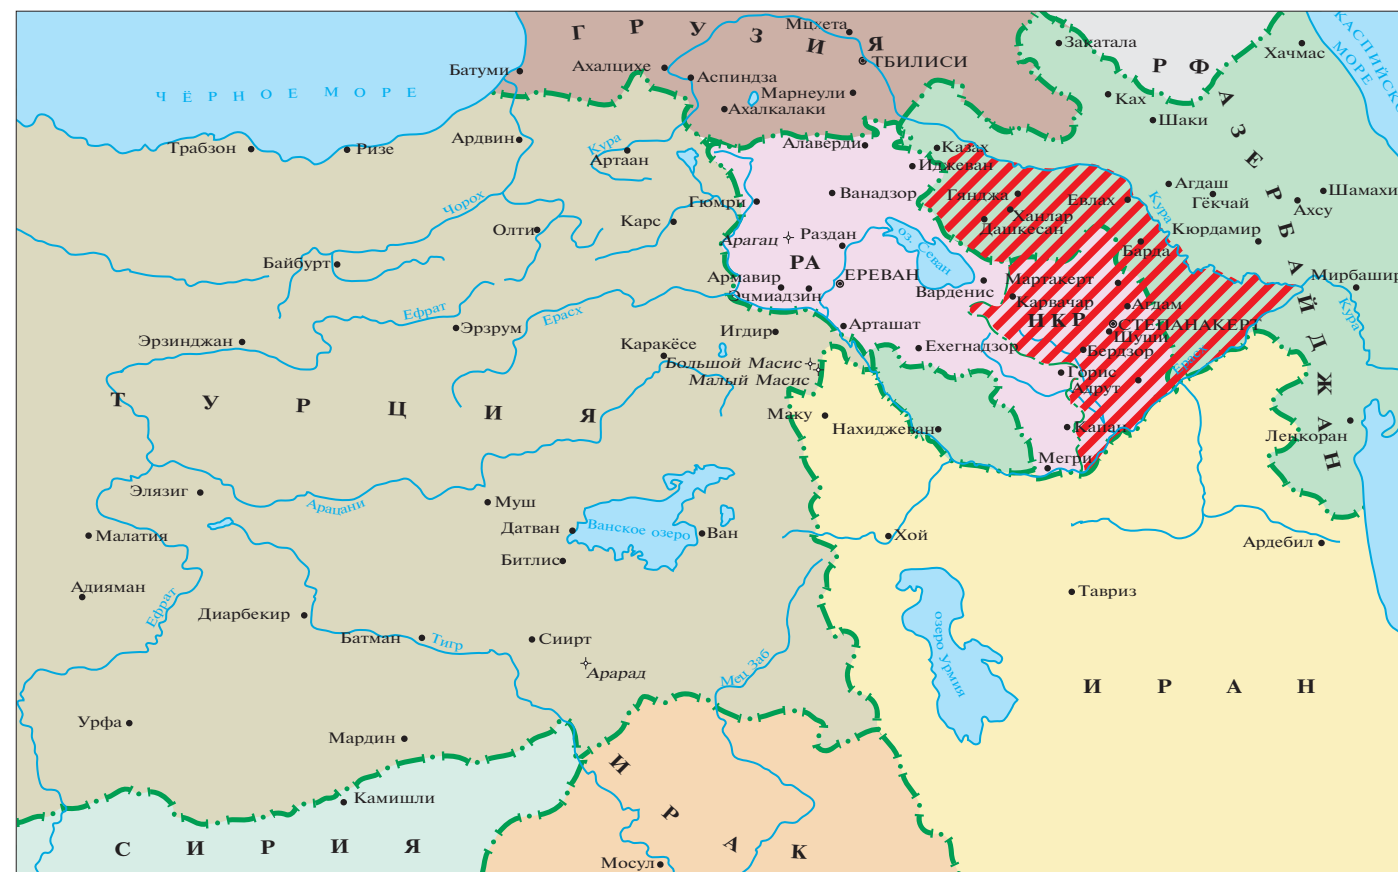 ГРУЗИЯ
Мцхета
ТБИЛИСИ
Батуми
Ахалцихе
Аспиндза
Марнеули
Ахалкалаки
ЧЁРНОЕ МОРЕ
Закатала
РФ
Хачмас
КАСПИЙСКО
МОРЕ
Ках
Шаки
АЗЕРБАЙДЖАН
Трабзон
Ризе
Ардвин
Кура
Артаан
Алаверди
Казах
Иджеван
Чорох
Гюмри
Ванадзор
Гянджа
Ханлар
Дашкесан
Евлах
Кура
Агдаш
Гёкчай
Шамахи
Ахсу
Олти
Карс
Арагац
Раздан
оз. Севан
Барда
Кюрдамир
Байбурт
РА
Армавир
Эчмиадзин
ЕРЕВАН
Варденис
Мартакерт
Карвачар
Мирбашир
Кура
Ефрат
Ерасх
Эрзрум
Игдир
Арташат
НКР
Агдам
СТЕПАНАКЕРТ
Шуши
Эрзинджан
Каракёсе
Большой Масис
Малый Масис
Ехегнадзор
Бердзор
Горис
Адрут
Ерасх
ТУРЦИЯ
Маку
Нахиджеван
Капан
Мегри
Ленкоран
Элязиг
Арацани
Муш
Датван
Ванское озеро
Ван
Битлис
Хой
Ардебил
Малатия
Адияман
Ефрат
Диарбекир
Батман
Тигр
Сиирт
Арарад
Мец Заб
озеро Урмия
Тавриз
ИРАН
Урфа
Мардин
Камишли
СИРИЯ
ИРАК
Мосул